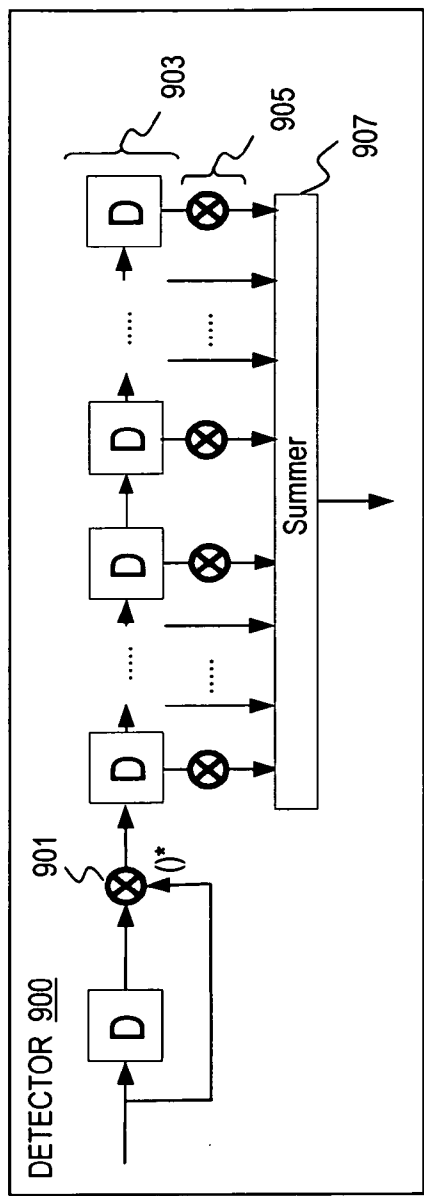 DETECTOR 900
D
901
()*
D
.....
D
D
.....
D
903
.....
.....
905
Summer
907